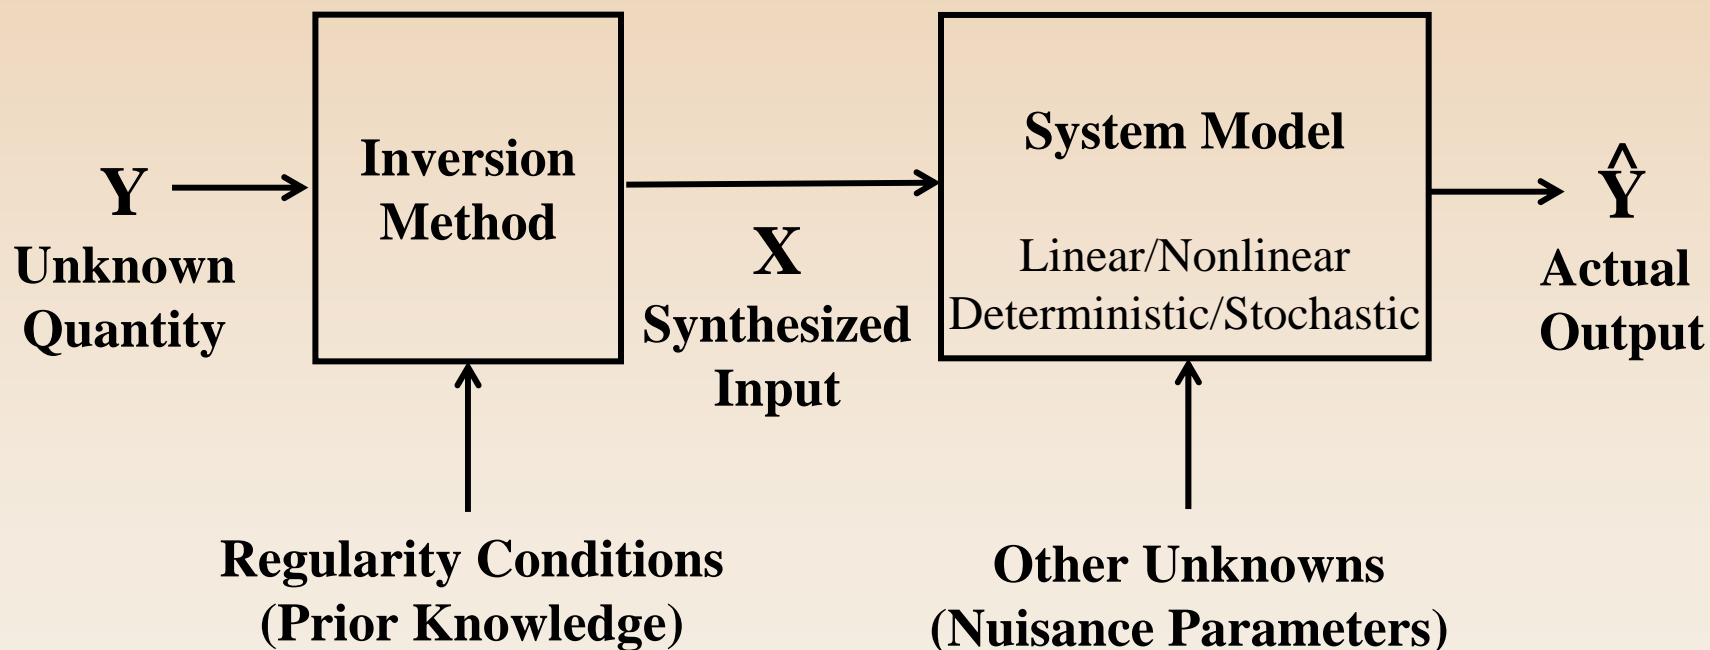 Y
Unknown
Quantity
Inversion
Method
X
Synthesized
Input
System Model
Linear/Nonlinear
Deterministic/Stochastic
Ŷ
Actual
Output
Regularity Conditions
(Prior Knowledge)
Other Unknowns
(Nuisance Parameters)